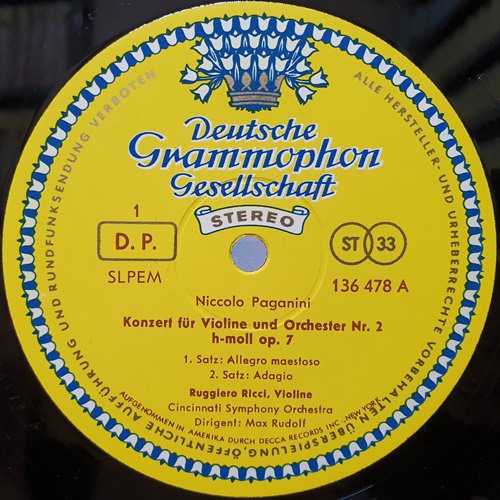 Deutsche
Grammophon
Gesellschaft
STEREO
1
D. P.
SLPEM
ST 33
136 478 A
Niccolo Paganini
Konzert für Violine und Orchester Nr. 2
h-moll op. 7
1. Satz: Allegro maestoso
2. Satz: Adagio
Ruggiero Ricci, Violine
Cincinnati Symphony Orchestra
Dirigent: Max Rudolf
AUFGENOMMEN IN AMERIKA DURCH DECCA RECORDS INC., NEW YORK
ALLE HERSTELLER- UND URHEBERRECHTE VORBEHALTEN
ÜBERSPIELUNG, ÖFFENTLICHE AUFFÜHRUNG UND RUNDFUNKSENDUNG VERBOTEN